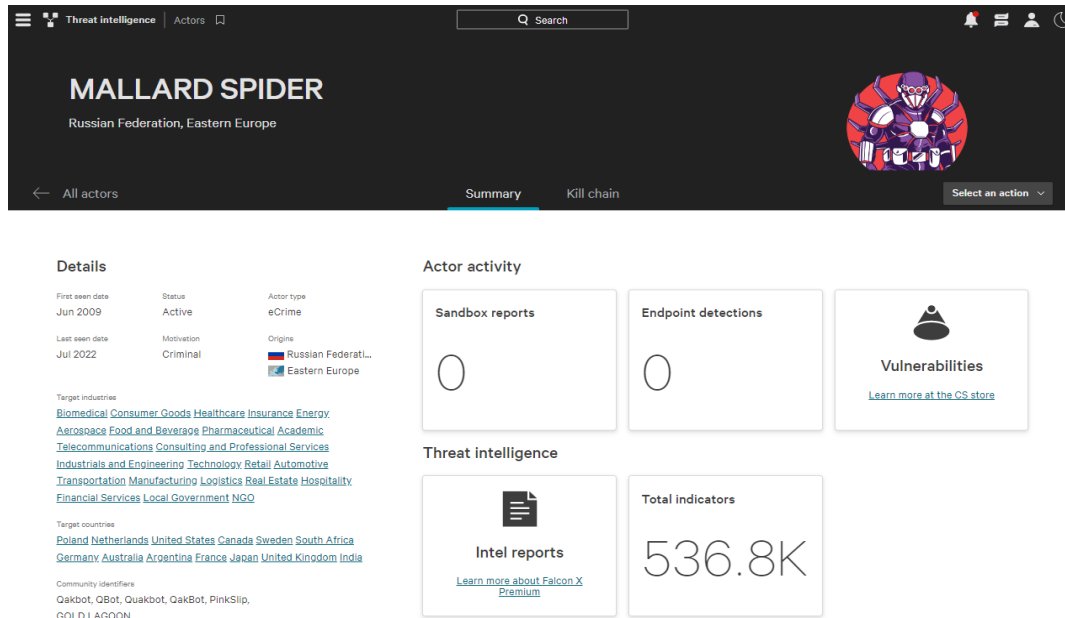 Threat intelligence Actors
Search
MALLARD SPIDER
Russian Federation, Eastern Europe
All actors
Summary
Kill chain
Select an action
Details
First seen date Status Actor type
Jun 2009 Active eCrime
Last seen date Motivation Origins
Jul 2022 Criminal Russian Federati...
Eastern Europe
Target industries
Biomedical Consumer Goods Healthcare Insurance Energy
Aerospace Food and Beverage Pharmaceutical Academic
Telecommunications Consulting and Professional Services
Industrials and Engineering Technology Retail Automotive
Transportation Manufacturing Logistics Real Estate Hospitality
Financial Services Local Government NGO
Target countries
Poland Netherlands United States Canada Sweden South Africa
Germany Australia Argentina France Japan United Kingdom India
Community identifiers
Qakbot, QBot, Quakbot, QakBot, PinkSlip,
GOLD LAGOON
Actor activity
Sandbox reports
0
Endpoint detections
0
Vulnerabilities
Learn more at the CS store
Threat intelligence
Intel reports
Learn more about Falcon X
Premium
Total indicators
536.8K